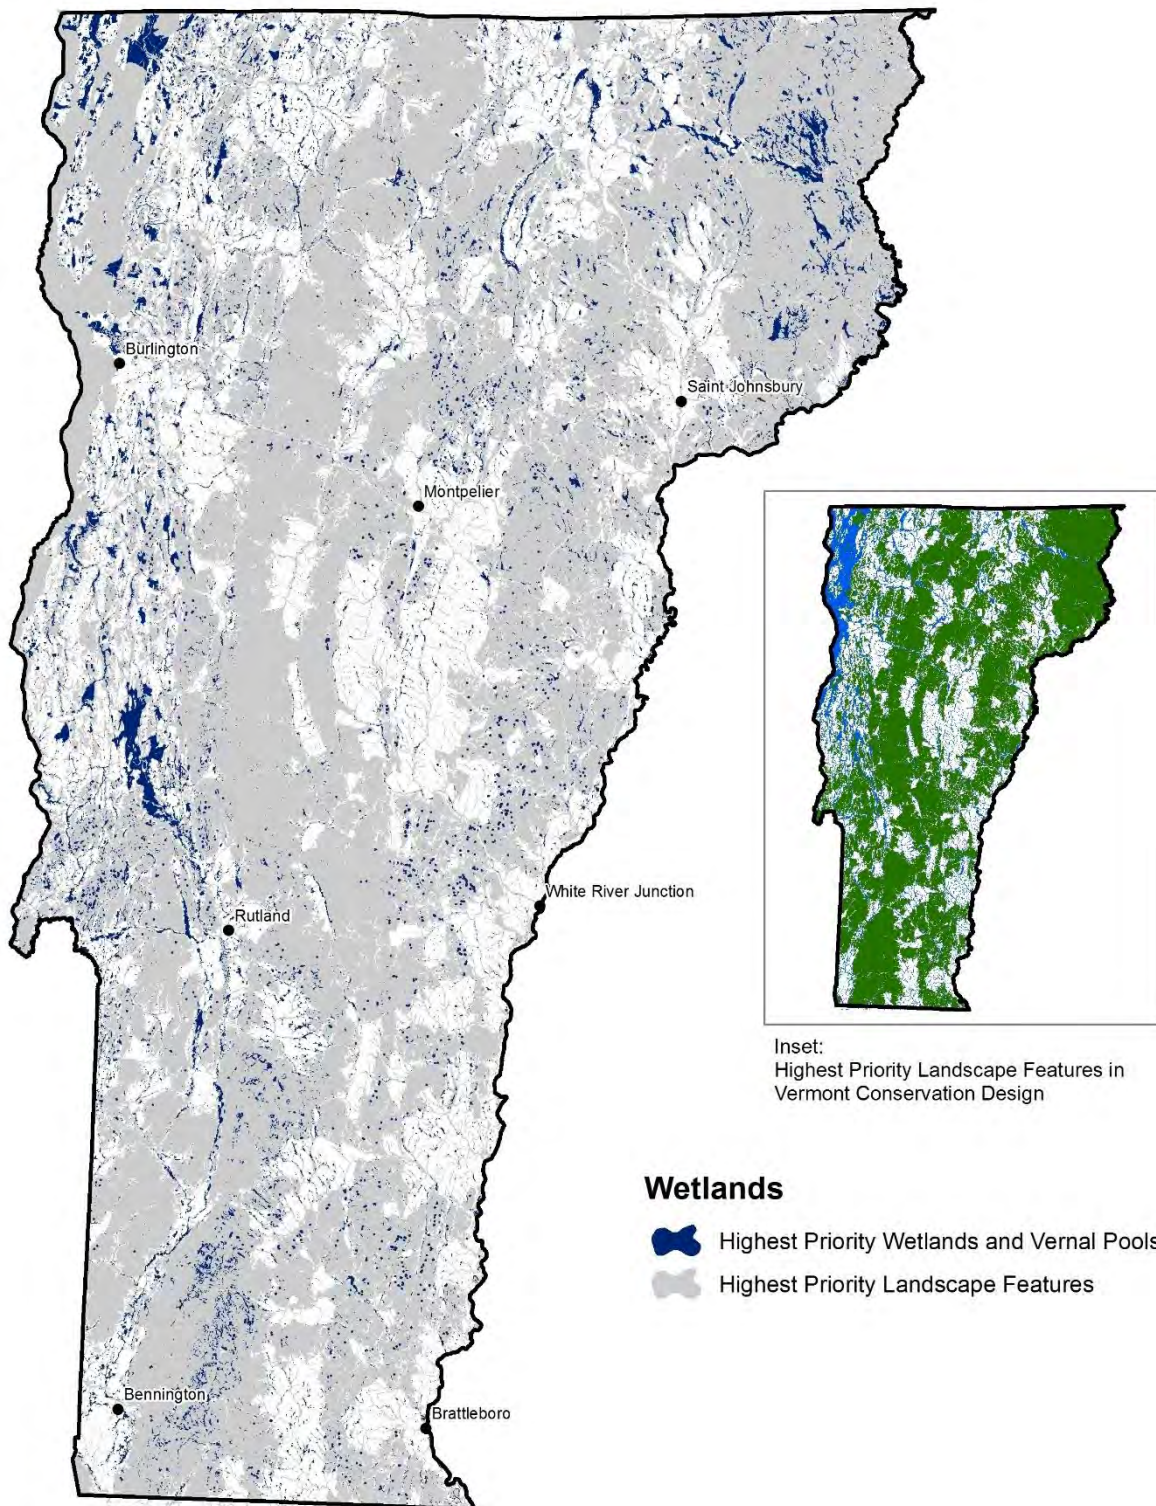 Burlington
Saint Johnsbury
Montpelier
White River Junction
Rutland
Inset:
Highest Priority Landscape Features in
Vermont Conservation Design
Wetlands
Highest Priority Wetlands and Vernal Pools
Highest Priority Landscape Features
Bennington
Brattleboro